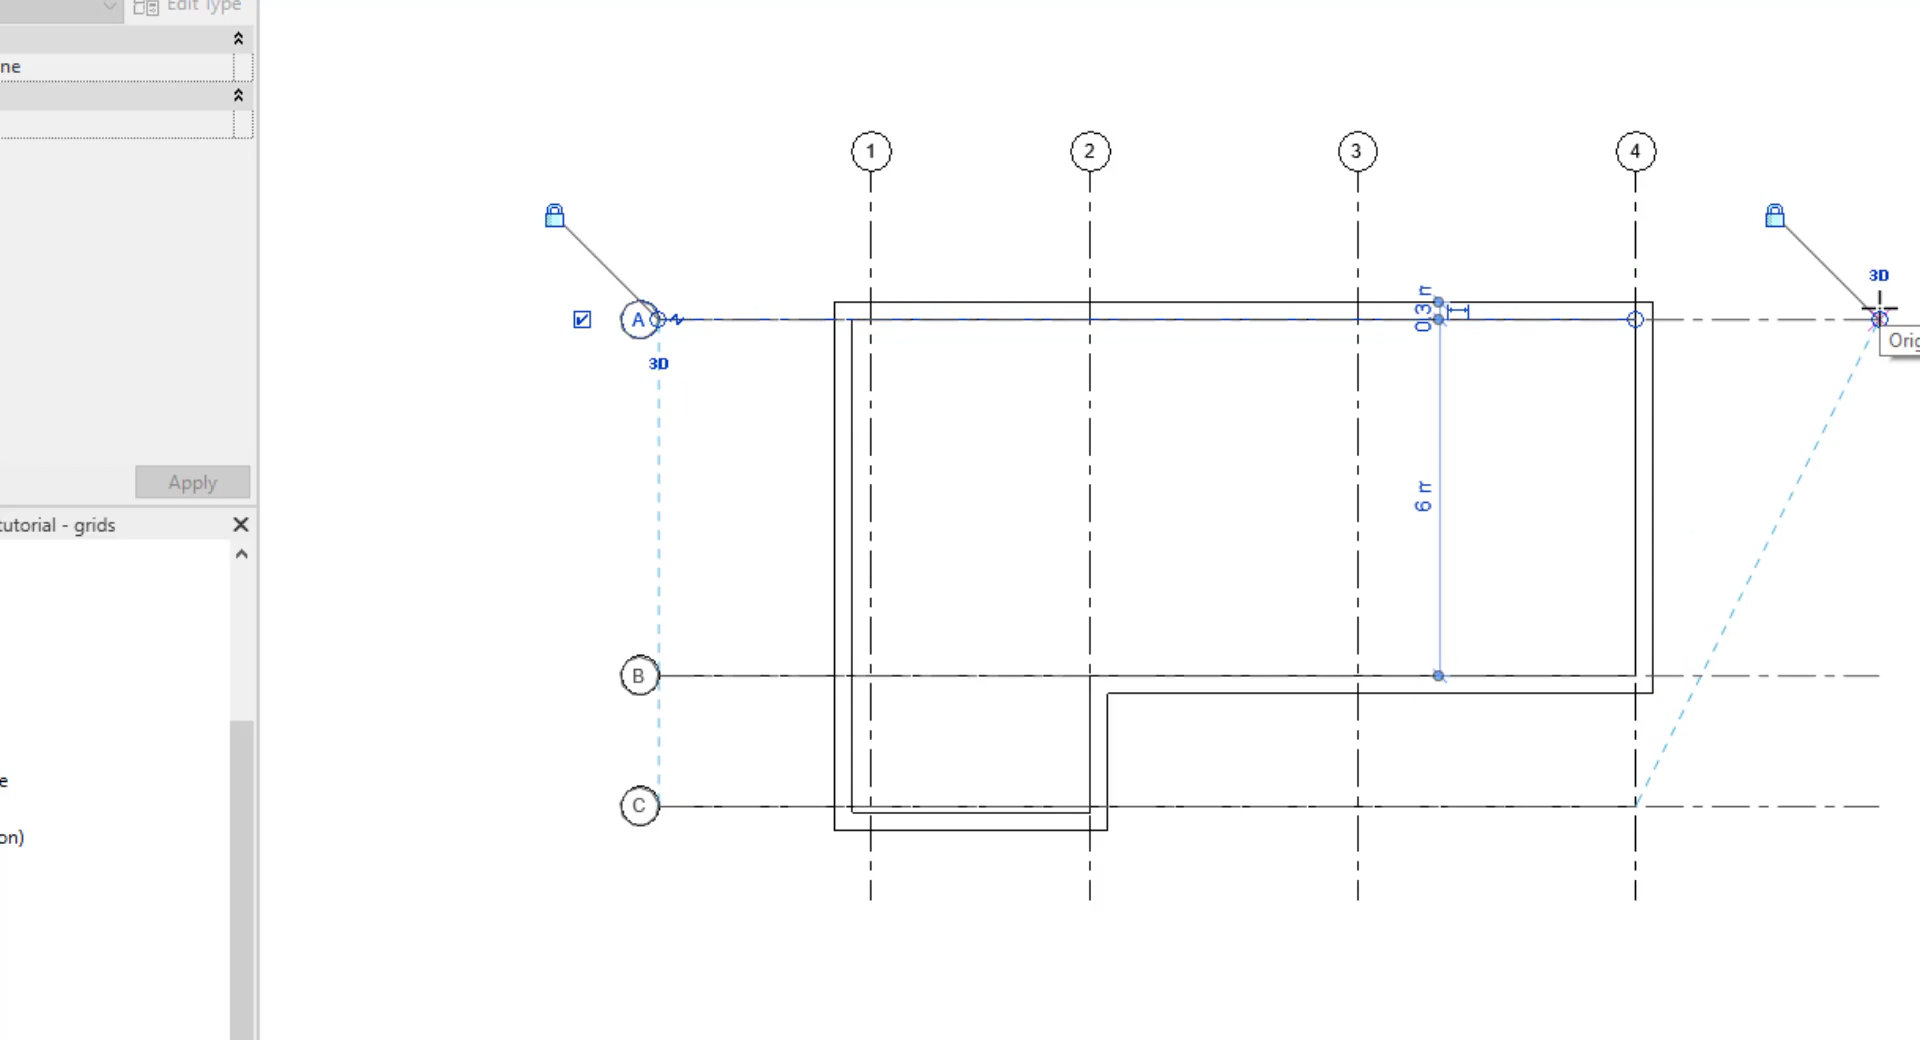 Edit Type
ne
1
2
3
4
3D
A
0.3 m
Orig
3D
Apply
6 m
tutorial - grids
B
e
C
on)